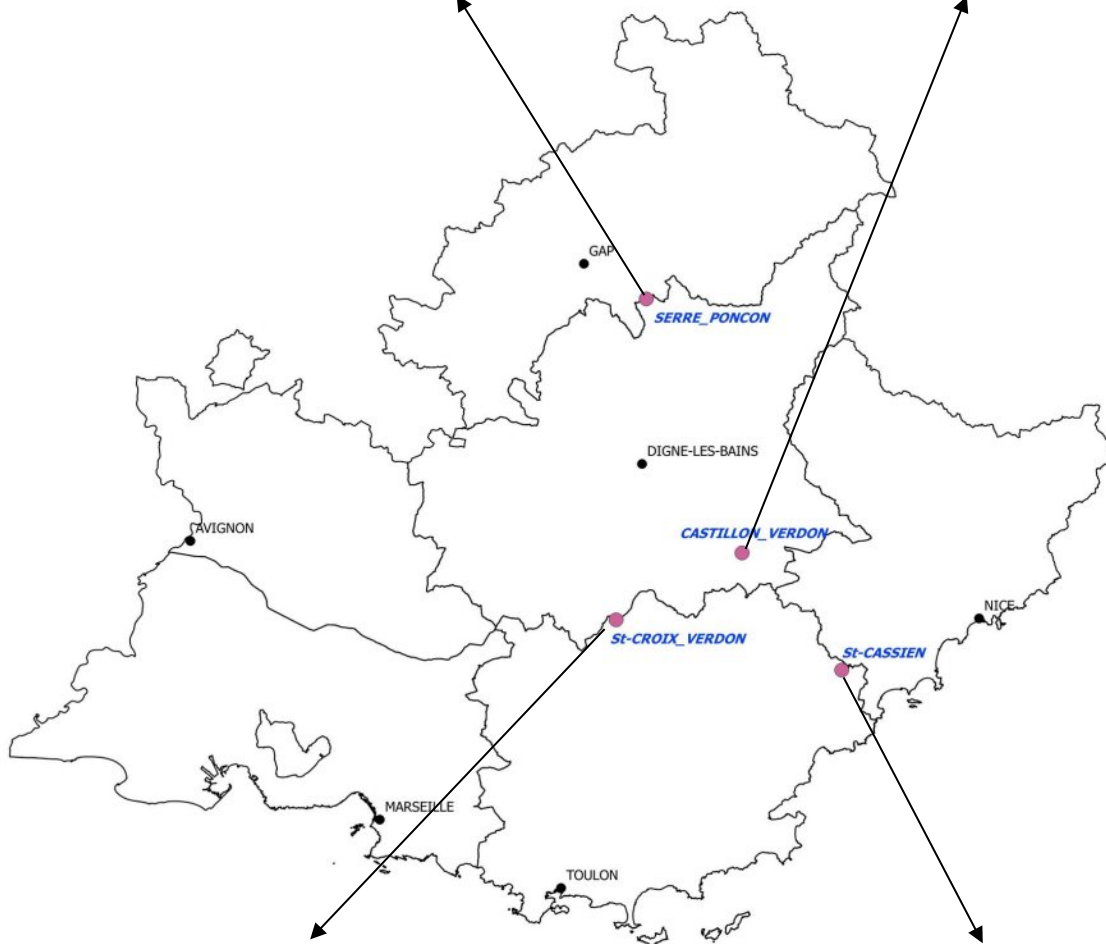 GAP
SERRE_PONCON
DIGNE-LES-BAINS
AVIGNON
CASTILLON_VERDON
NICE
St-CROIX_VERDON
St-CASSIEN
MARSEILLE
TOULON